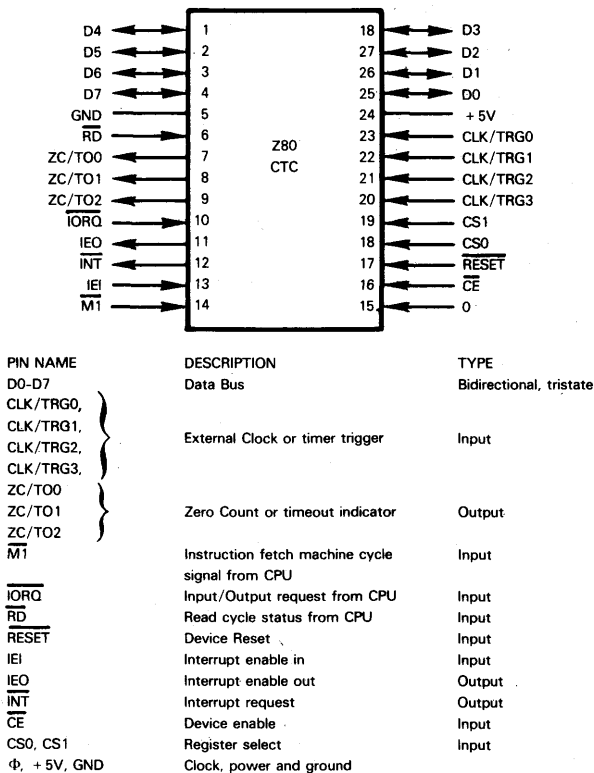 D4 1 18 D3
D5 2 27 D2
D6 3 26 D1
D7 4 25 D0
GND 5 24 +5V
RD 6 23 CLK/TRG0
ZC/TO0 7 22 CLK/TRG1
ZC/TO1 8 21 CLK/TRG2
ZC/TO2 9 20 CLK/TRG3
IORQ 10 19 CS1
IEO 11 18 CS0
INT 12 17 RESET
IEI 13 16 CE
M1 14 15 0
Z80
CTC
PIN NAME DESCRIPTION TYPE
D0-D7 Data Bus Bidirectional, tristate
CLK/TRG0,
CLK/TRG1,
CLK/TRG2,
CLK/TRG3,
External Clock or timer trigger Input
ZC/TO0
ZC/TO1
ZC/TO2
Zero Count or timeout indicator Output
M1 Instruction fetch machine cycle Input
signal from CPU
IORQ Input/Output request from CPU Input
RD Read cycle status from CPU Input
RESET Device Reset Input
IEI Interrupt enable in Input
IEO Interrupt enable out Output
INT Interrupt request Output
CE Device enable Input
CS0, CS1 Register select Input
Φ, +5V, GND Clock, power and ground